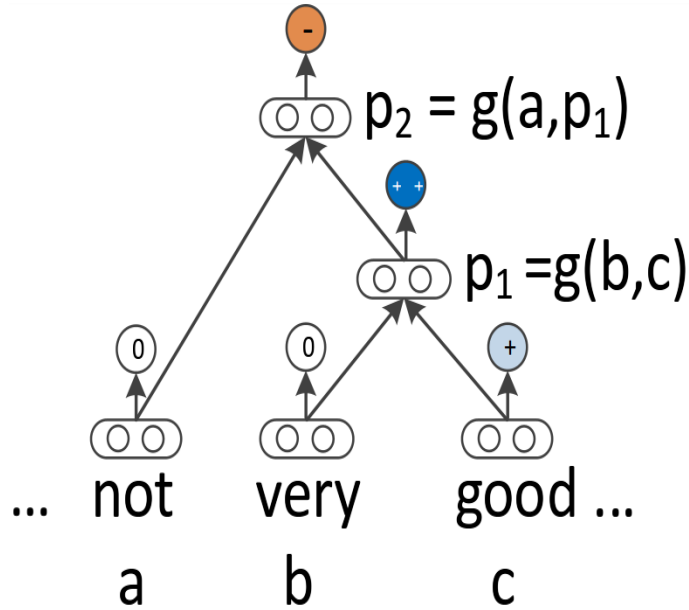 -
p₂ = g(a,p₁)
+ +
p₁ =g(b,c)
0 0 +
... not very good ...
a b c